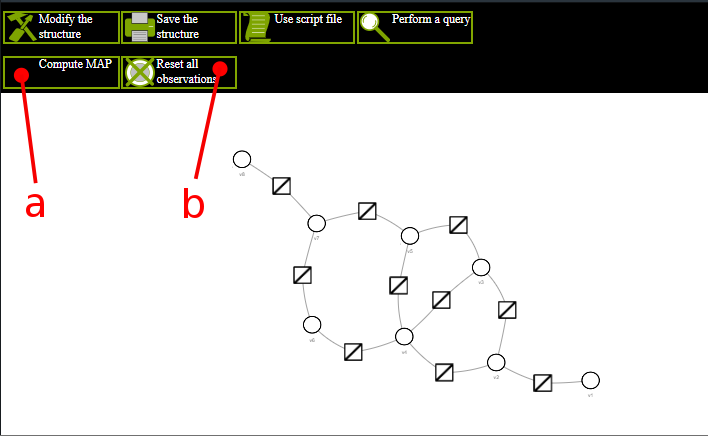 Modify the structure
Save the structure
Use script file
Perform a query
Compute MAP
Reset all observations
a
b
v8
v7
v5
v3
v6
v4
v2
v1